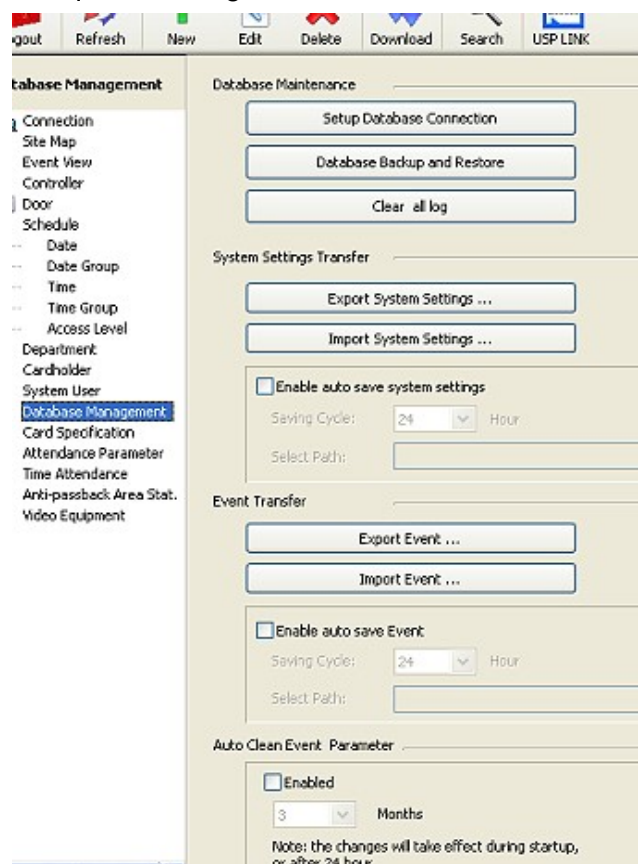 gout Refresh New Edit Delete Download Search USP LINK
tabase Management
Connection
Site Map
Event View
Controller
Door
Schedule
Date
Date Group
Time
Time Group
Access Level
Department
Cardholder
System User
Database Management
Card Specification
Attendance Parameter
Time Attendance
Anti-passback Area Stat.
Video Equipment
Database Maintenance
Setup Database Connection
Database Backup and Restore
Clear all log
System Settings Transfer
Export System Settings ...
Import System Settings ...
Enable auto save system settings
Saving Cycle: 24 Hour
Select Path:
Event Transfer
Export Event ...
Import Event ...
Enable auto save Event
Saving Cycle: 24 Hour
Select Path:
Auto Clean Event Parameter
Enabled
3 Months
Note: the changes will take effect during startup,
or after 24 hour